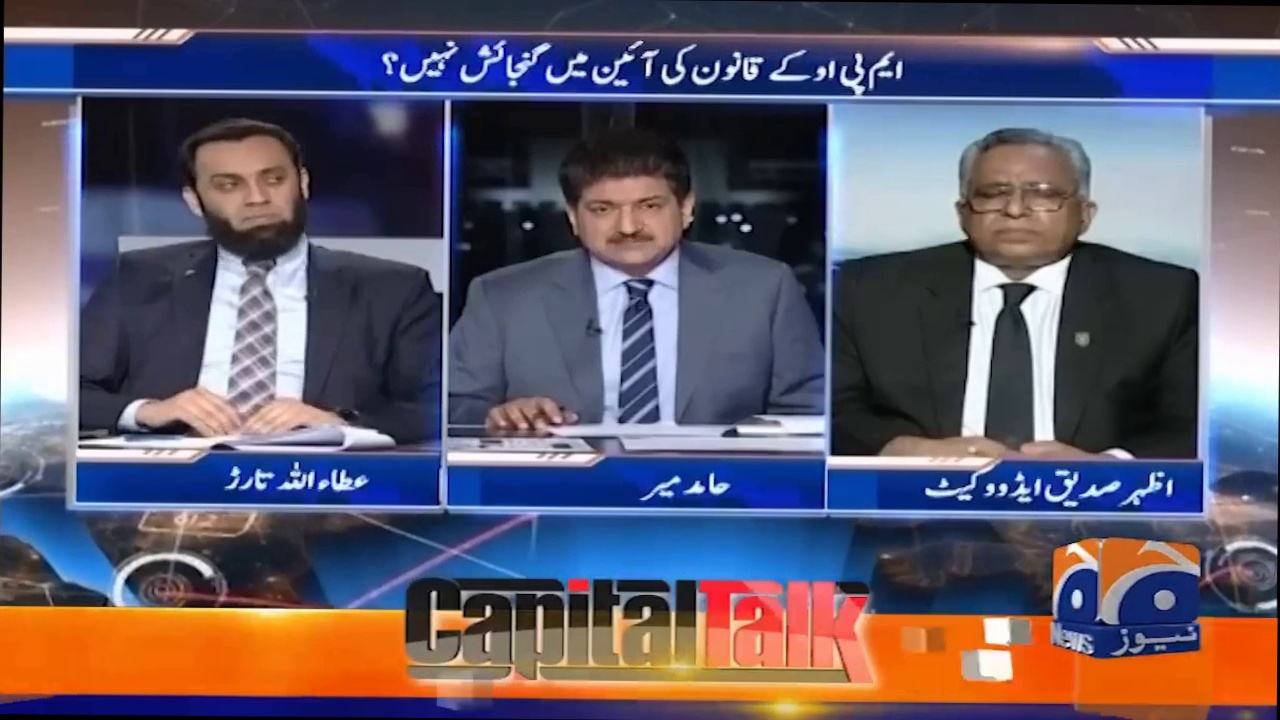 ایم پی او کے قانون کی آئین میں گنجائش نہیں؟
عطاء اللہ تارڑ
حامد میر
اظہر صدیق ایڈووکیٹ
Capital Talk
News نیوز